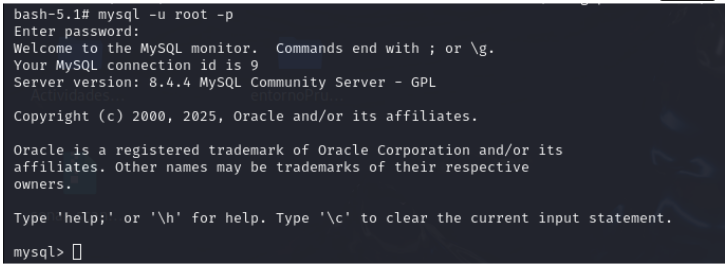 bash-5.1# mysql -u root -p
Enter password:
Welcome to the MySQL monitor.  Commands end with ; or \g.
Your MySQL connection id is 9
Server version: 8.4.4 MySQL Community Server - GPL
Actividades...
entornoPru...
Copyright (c) 2000, 2025, Oracle and/or its affiliates.
Oracle is a registered trademark of Oracle Corporation and/or its
affiliates. Other names may be trademarks of their respective
owners.
Type 'help;' or '\h' for help. Type '\c' to clear the current input statement.
mysql>